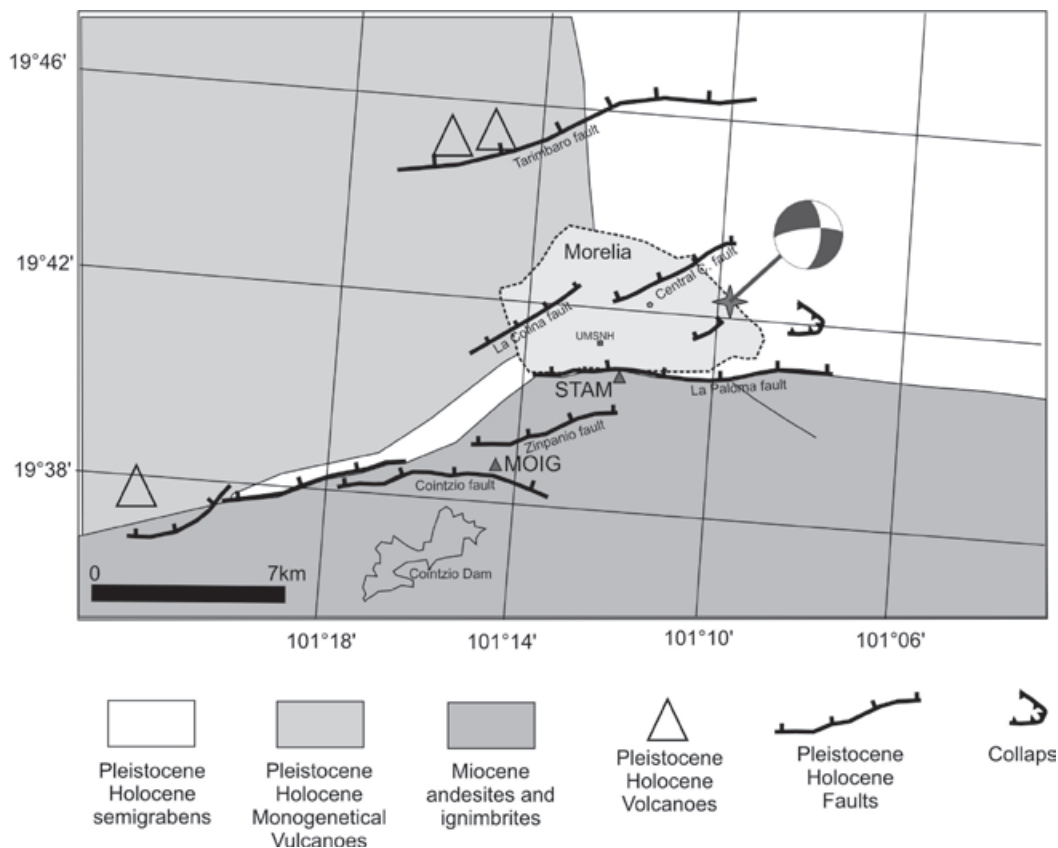 19°46'
Tarimbaro fault
Morelia
19°42'
Central C. fault
La Colina fault
UMSNH
STAM
La Paloma fault
Zinpanio fault
19°38'
MOIG
Cointzio fault
0 7km
Cointzio Dam
101°18' 101°14' 101°10' 101°06'
Pleistocene
Holocene
semigrabens
Pleistocene
Holocene
Monogenetical
Vulcanoes
Miocene
andesites and
ignimbrites
Pleistocene
Holocene
Volcanoes
Pleistocene
Holocene
Faults
Collaps